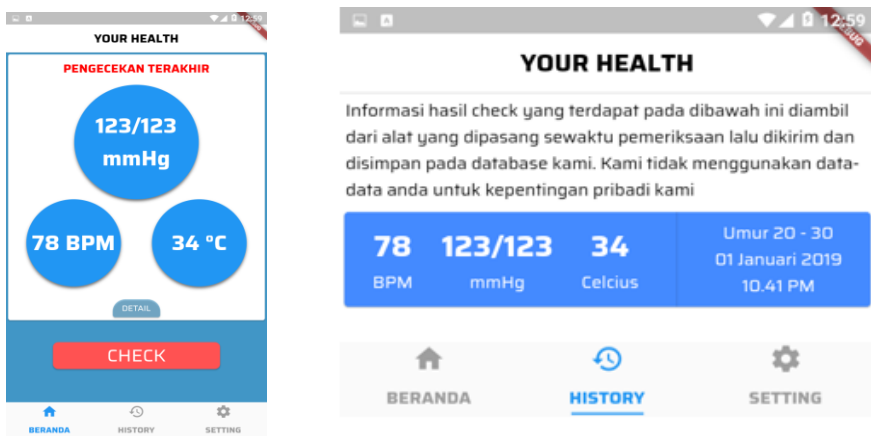 12:59
YOUR HEALTH
PENGECEKAN TERAKHIR
123/123
mmHg
78 BPM
34 °C
DETAIL
CHECK
BERANDA
HISTORY
SETTING
12:59
DEBUG
YOUR HEALTH
Informasi hasil check yang terdapat pada dibawah ini diambil
dari alat yang dipasang sewaktu pemeriksaan lalu dikirim dan
disimpan pada database kami. Kami tidak menggunakan data-
data anda untuk kepentingan pribadi kami
78
BPM
123/123
mmHg
34
Celcius
Umur 20 - 30
01 Januari 2019
10.41 PM
BERANDA
HISTORY
SETTING